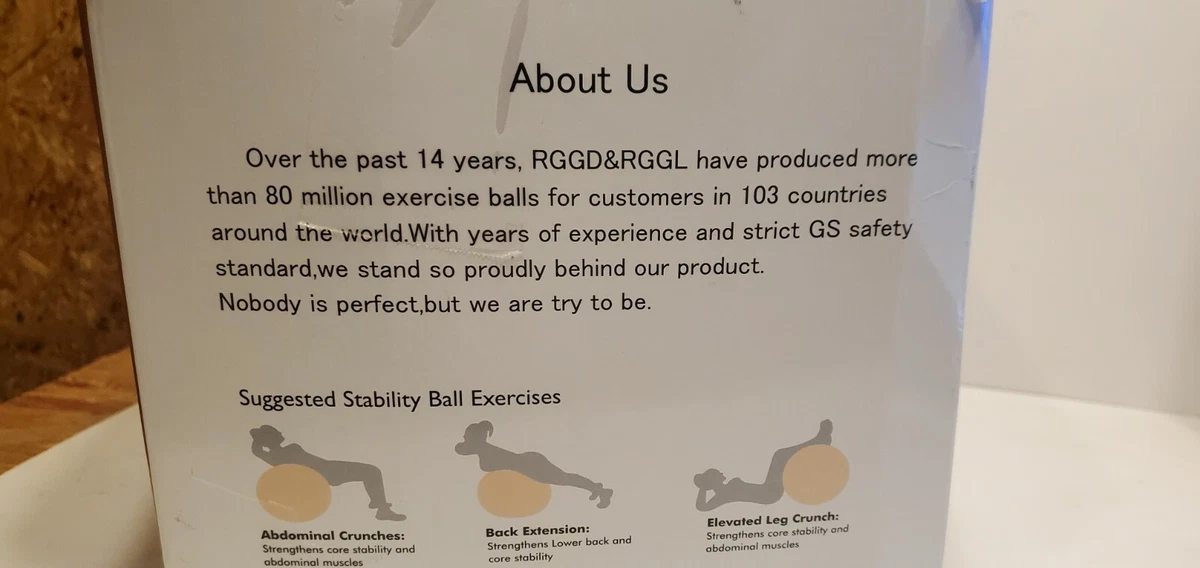 About Us
Over the past 14 years, RGGD&RGGL have produced more
than 80 million exercise balls for customers in 103 countries
around the world.With years of experience and strict GS safety
standard,we stand so proudly behind our product.
Nobody is perfect,but we are try to be.
Suggested Stability Ball Exercises
Abdominal Crunches:
Strengthens core stability and
abdominal muscles
Back Extension:
Strengthens Lower back and
core stability
Elevated Leg Crunch:
Strengthens core stability and
abdominal muscles